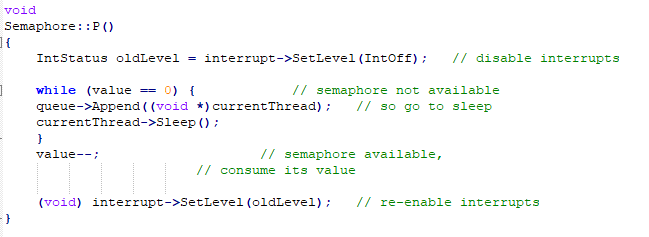 void
Semaphore::P()
{
    IntStatus oldLevel = interrupt->SetLevel(IntOff);   // disable interrupts
    while (value == 0) {            // semaphore not available
    queue->Append((void *)currentThread);   // so go to sleep
    currentThread->Sleep();
    }
    value--;                    // semaphore available,
                        // consume its value
    (void) interrupt->SetLevel(oldLevel);   // re-enable interrupts
}